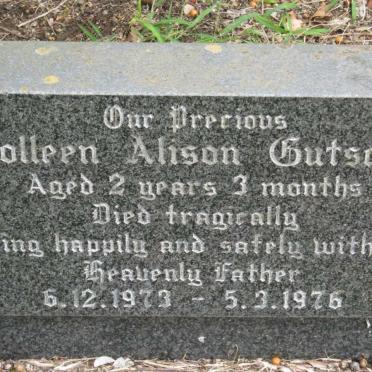 Our Precious
olleen Alison Guts
Aged 2 years 3 months
Died tragically
ing happily and safely with
Heavenly Father
6.12.1973 - 5.3.1976